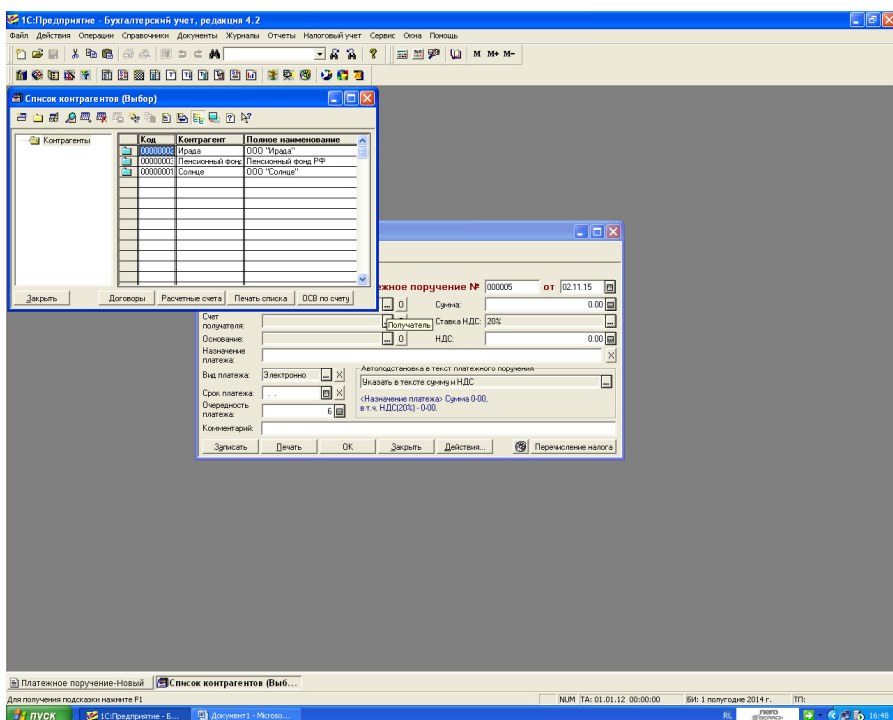 1С:Предприятие - Бухгалтерский учет, редакция 4.2
Файл Действия Операции Справочники Документы Журналы Отчеты Налоговый учет Сервис Окна Помощь
M M+ M-
Список контрагентов (Выбор)
Контрагенты
Код Контрагент Полное наименование
00000002 Ирада ООО "Ирада"
00000003 Пенсионный фонд Пенсионный фонд РФ
00000001 Солнце ООО "Солнце"
Закрыть Договоры Расчетные счета Печать списка ОСВ по счету
жное поручение № 000005 от 02.11.15
... 0 Сумма: 0.00
Счет получателя: ... Ставка НДС: 20% ...
Получатель
Основание: ... 0 НДС: 0.00
Назначение платежа: X
Вид платежа: Электронно ... X
Автоподстановка в текст платежного поручения
Указать в тексте сумму и НДС ...
Срок платежа: . . X
<Назначение платежа> Сумма 0-00,
в т.ч. НДС(20%) - 0-00.
Очередность платежа: 6
Комментарий:
Записать Печать OK Закрыть Действия... Перечисление налога
Платежное поручение-Новый Список контрагентов (Выб...
Для получения подсказки нажмите F1 NUM ТА: 01.01.12 00:00:00 БИ: 1 полугодие 2014 г. ТП:
пуск 1С:Предприятие - Б... Документ1 - Microso... RL nero SEARCH 16:48